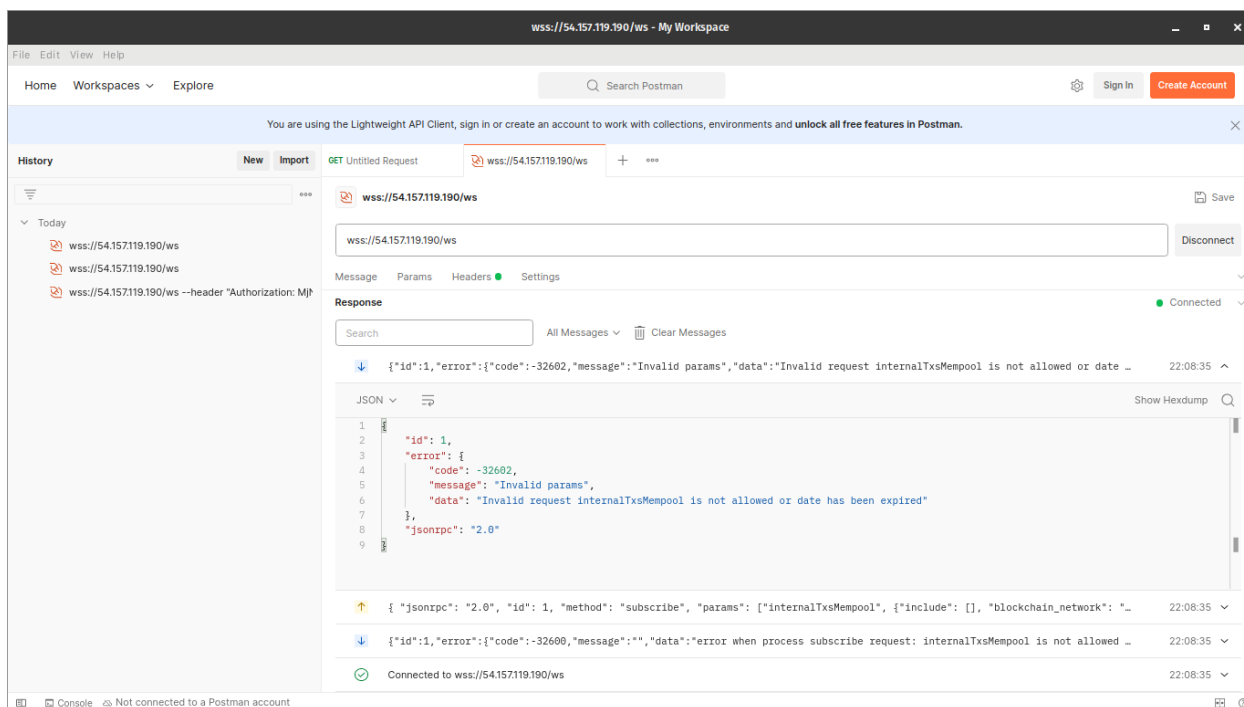 wss://54.157.119.190/ws - My Workspace
File Edit View Help
Home Workspaces Explore
Search Postman
Sign In
Create Account
You are using the Lightweight API Client, sign in or create an account to work with collections, environments and unlock all free features in Postman.
History
New Import
GET Untitled Request
wss://54.157.119.190/ws
wss://54.157.119.190/ws
Save
Today
wss://54.157.119.190/ws
wss://54.157.119.190/ws
wss://54.157.119.190/ws --header "Authorization:
wss://54.157.119.190/ws
Disconnect
Message Params Headers Settings
Response
Connected
Search
All Messages
Clear Messages
{"id":1,"error":{"code":-32602,"message":"Invalid params","data":"Invalid request internalTxsMempool is not allowed or date …
22:08:35
JSON
Show Hexdump
1 {
2 "id": 1,
3 "error": {
4 "code": -32602,
5 "message": "Invalid params",
6 "data": "Invalid request internalTxsMempool is not allowed or date has been expired"
7 },
8 "jsonrpc": "2.0"
9 }
{ "jsonrpc": "2.0", "id": 1, "method": "subscribe", "params": ["internalTxsMempool", {"include": [], "blockchain_network": "…
22:08:35
{"id":1,"error":{"code":-32600,"message":"","data":"error when process subscribe request: internalTxsMempool is not allowed …
22:08:35
Connected to wss://54.157.119.190/ws
22:08:35
Console
Not connected to a Postman account